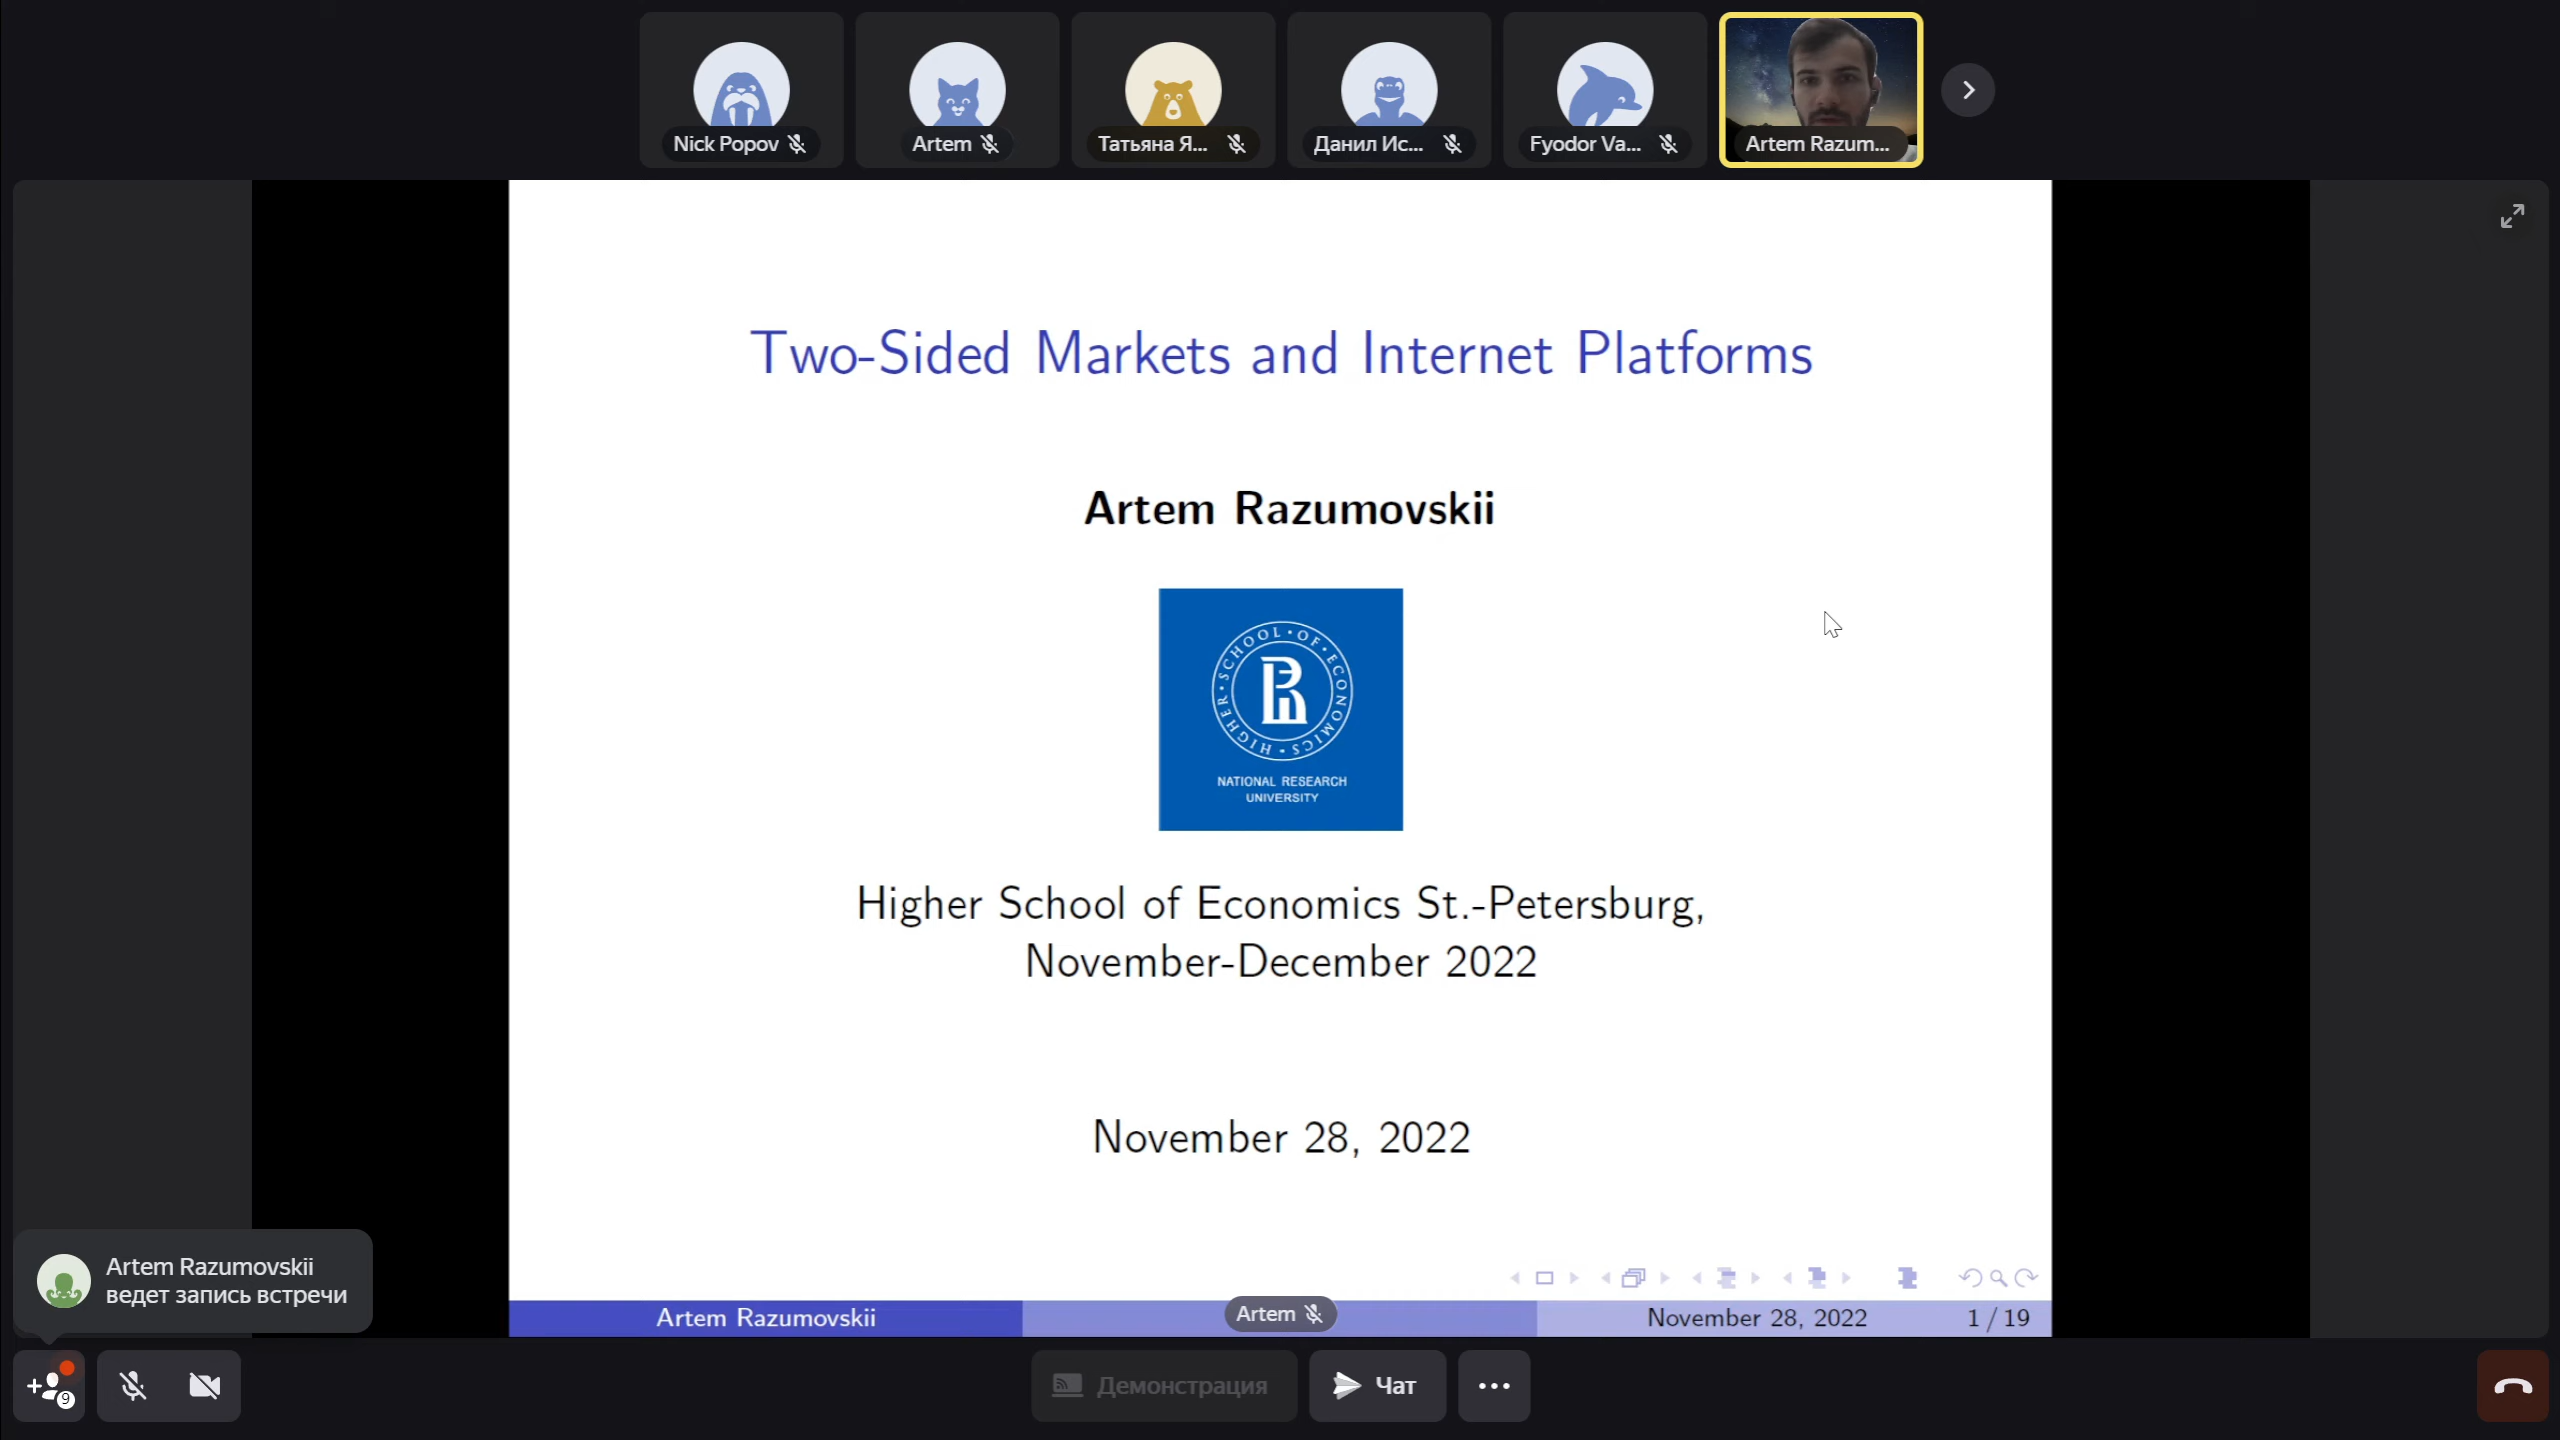 Nick Popov
Artem
Татьяна Я...
Данил Ис...
Fyodor Va...
Artem Razum...
Two-Sided Markets and Internet Platforms
Artem Razumovskii
HIGHER • SCHOOL • OF • ECONOMICS •
NATIONAL RESEARCH
UNIVERSITY
Higher School of Economics St.-Petersburg,
November-December 2022
November 28, 2022
Artem Razumovskii
ведет запись встречи
Artem Razumovskii
Artem
November 28, 2022
1 / 19
9
Демонстрация
Чат